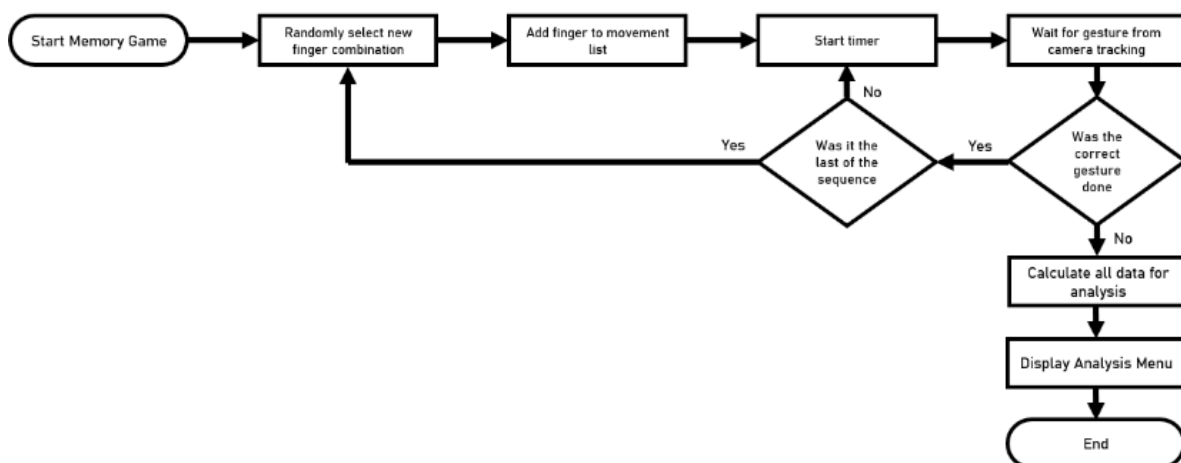 Start Memory Game
Randomly select new
finger combination
Add finger to movement
list
Start timer
Wait for gesture from
camera tracking
No
Yes
Was it the
last of the
sequence
Yes
Was the
correct
gesture
done
No
Calculate all data for
analysis
Display Analysis Menu
End